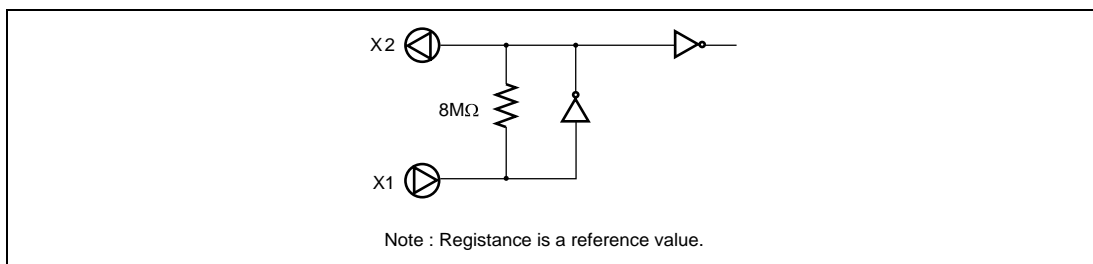 X2
8MΩ
X1
Note : Registance is a reference value.